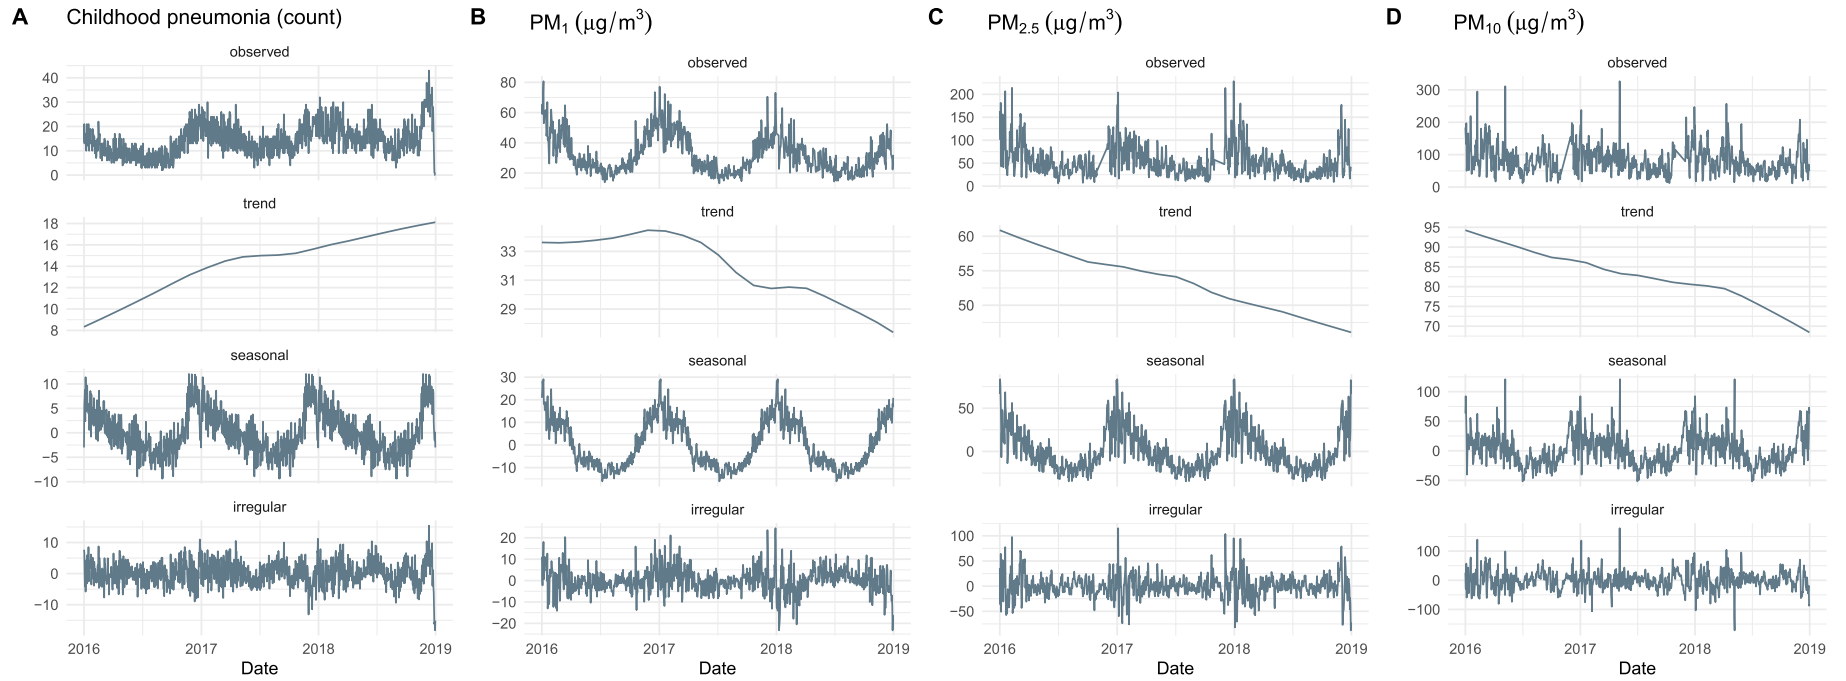 A Childhood pneumonia (count)
observed
40
30
20
10
0
trend
18
16
14
12
10
8
seasonal
10
5
0
−5
−10
irregular
10
0
−10
2016 2017 2018 2019
Date
B PM₁ (µg/m³)
observed
80
60
40
20
trend
33
31
29
seasonal
30
20
10
0
−10
irregular
20
10
0
−10
−20
2016 2017 2018 2019
Date
C PM₂.₅ (µg/m³)
observed
200
150
100
50
0
trend
60
55
50
seasonal
50
0
irregular
100
50
0
−50
2016 2017 2018 2019
Date
D PM₁₀ (µg/m³)
observed
300
200
100
0
trend
95
90
85
80
75
70
seasonal
100
50
0
−50
irregular
100
0
−100
2016 2017 2018 2019
Date